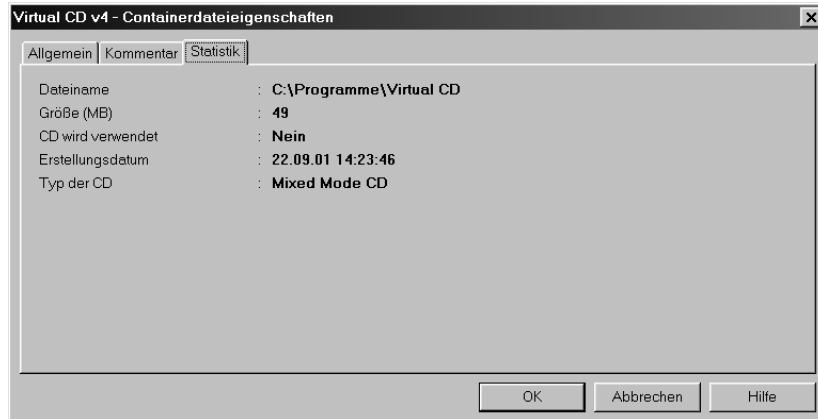 Virtual CD v4 - Containerdateieigenschaften
Allgemein Kommentar Statistik
Dateiname : C:\Programme\Virtual CD
Größe (MB) : 49
CD wird verwendet : Nein
Erstellungsdatum : 22.09.01 14:23:46
Typ der CD : Mixed Mode CD
OK Abbrechen Hilfe